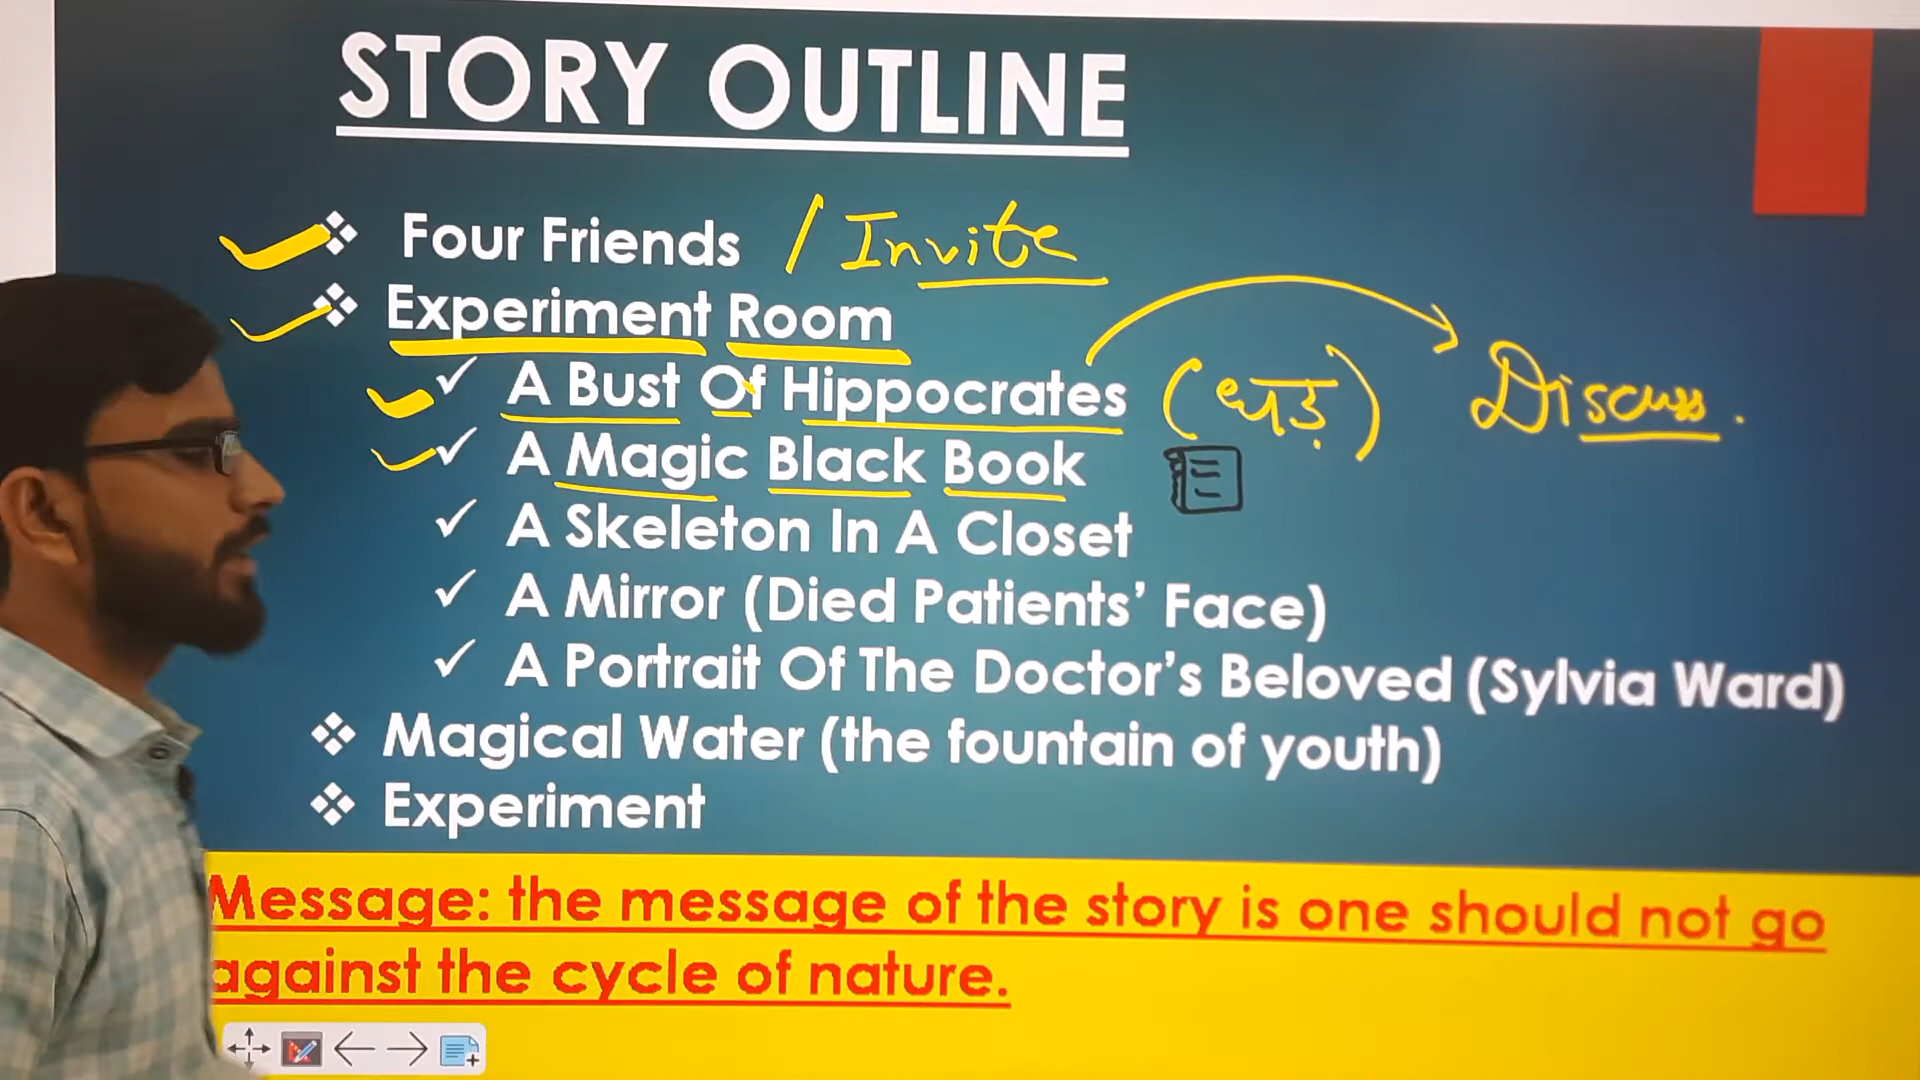 STORY OUTLINE
❖ Four Friends / Invite
❖ Experiment Room
✓ A Bust Of Hippocrates (धड़) Discuss.
✓ A Magic Black Book
✓ A Skeleton In A Closet
✓ A Mirror (Died Patients’ Face)
✓ A Portrait Of The Doctor’s Beloved (Sylvia Ward)
❖ Magical Water (the fountain of youth)
❖ Experiment
Message: the message of the story is one should not go
against the cycle of nature.